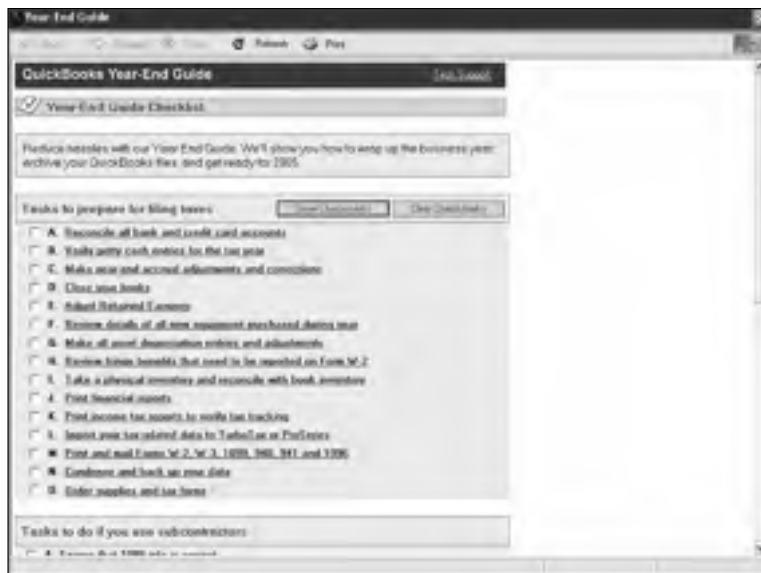 Year-End Guide
Refresh Print
QuickBooks Year-End Guide Tech Support
Year-End Guide Checklist
Reduce hassles with our Year End Guide. We'll show you how to wrap up the business year,
archive your QuickBooks files, and get ready for 2005.
Tasks to prepare for filing taxes Save Checkmarks Clear Checkmarks
A. Reconcile all bank and credit card accounts
B. Verify petty cash entries for the tax year
C. Make year end accrual adjustments and corrections
D. Close your books
E. Adjust Retained Earnings
F. Review details of all new equipment purchased during year
G. Make all asset depreciation entries and adjustments
H. Review fringe benefits that need to be reported on Form W-2
I. Take a physical inventory and reconcile with book inventory
J. Print financial reports
K. Print income tax reports to verify tax tracking
L. Import your tax related data to TurboTax or ProSeries
M. Print and mail Forms W-2, W-3, 1099, 940, 941 and 1096
N. Condense and back up your data
O. Order supplies and tax forms
Tasks to do if you use subcontractors